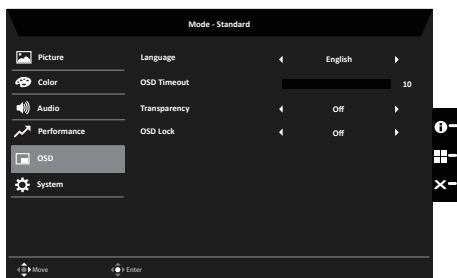 Mode - Standard
Picture
Language
English
Color
OSD Timeout
10
Audio
Transparency
Off
Performance
OSD Lock
Off
OSD
System
Move
Enter